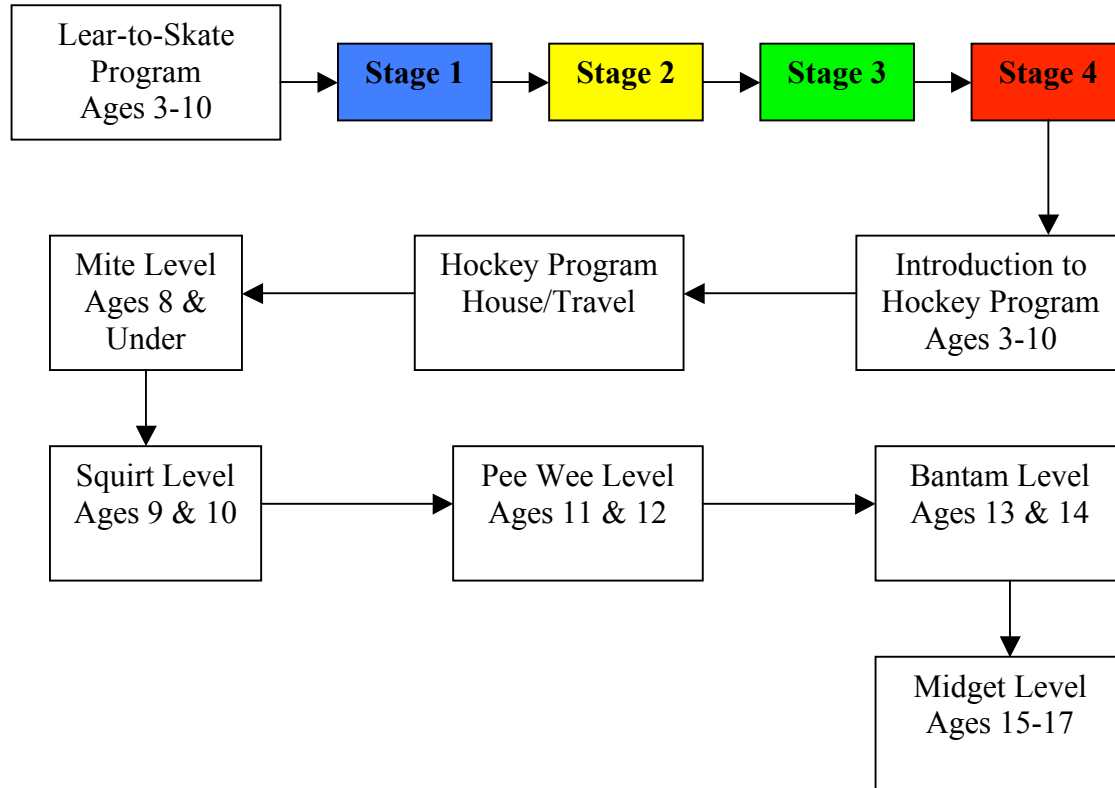 Lear-to-Skate
Program
Ages 3-10
Stage 1
Stage 2
Stage 3
Stage 4
Mite Level
Ages 8 &
Under
Hockey Program
House/Travel
Introduction to
Hockey Program
Ages 3-10
Squirt Level
Ages 9 & 10
Pee Wee Level
Ages 11 & 12
Bantam Level
Ages 13 & 14
Midget Level
Ages 15-17